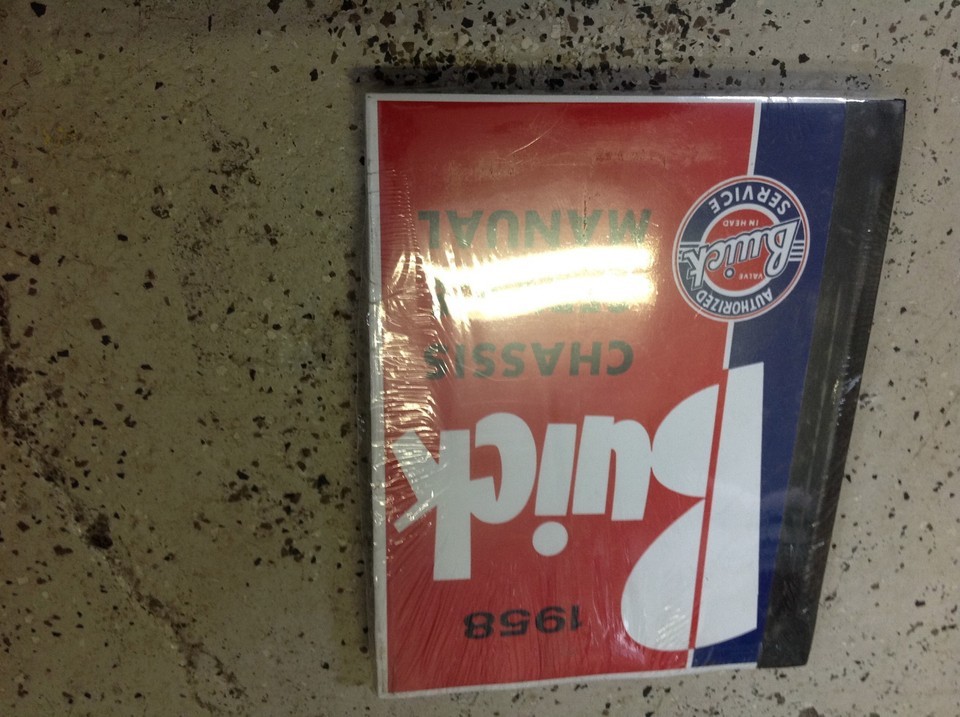 1958
Buick
CHASSIS
MANUAL
AUTHORIZED
VALVE
Buick
IN HEAD
SERVICE